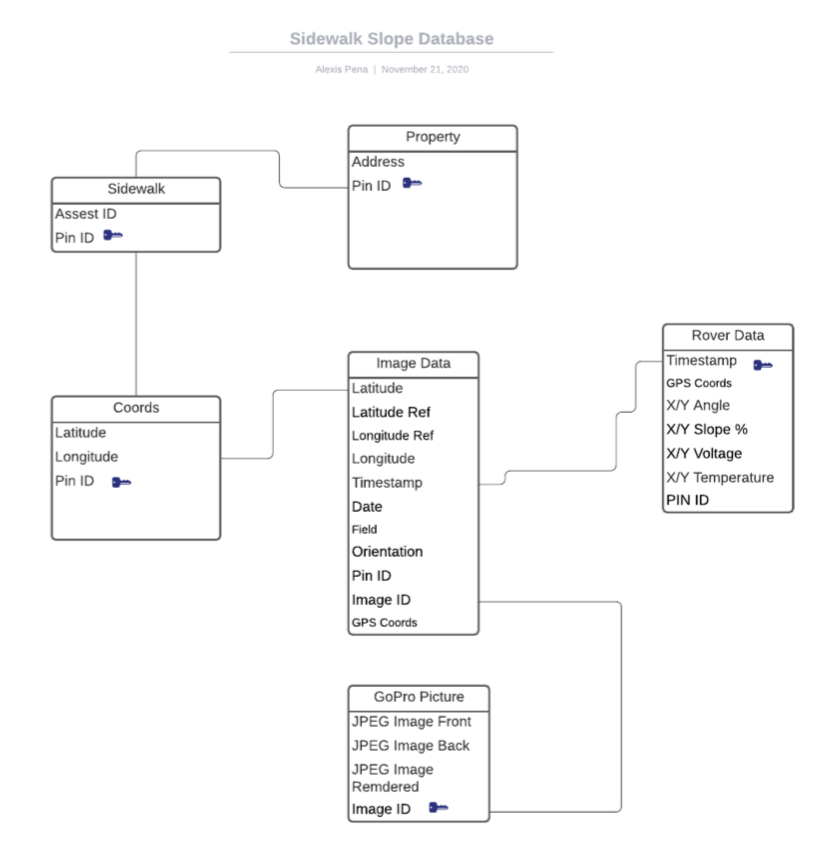 Sidewalk Slope Database
Alexis Pena | November 21, 2020
Property
Address
Pin ID
Sidewalk
Assest ID
Pin ID
Rover Data
Timestamp
GPS Coords
X/Y Angle
X/Y Slope %
X/Y Voltage
X/Y Temperature
PIN ID
Image Data
Latitude
Latitude Ref
Longitude Ref
Longitude
Timestamp
Date
Field
Orientation
Pin ID
Image ID
GPS Coords
Coords
Latitude
Longitude
Pin ID
GoPro Picture
JPEG Image Front
JPEG Image Back
JPEG Image
Remdered
Image ID